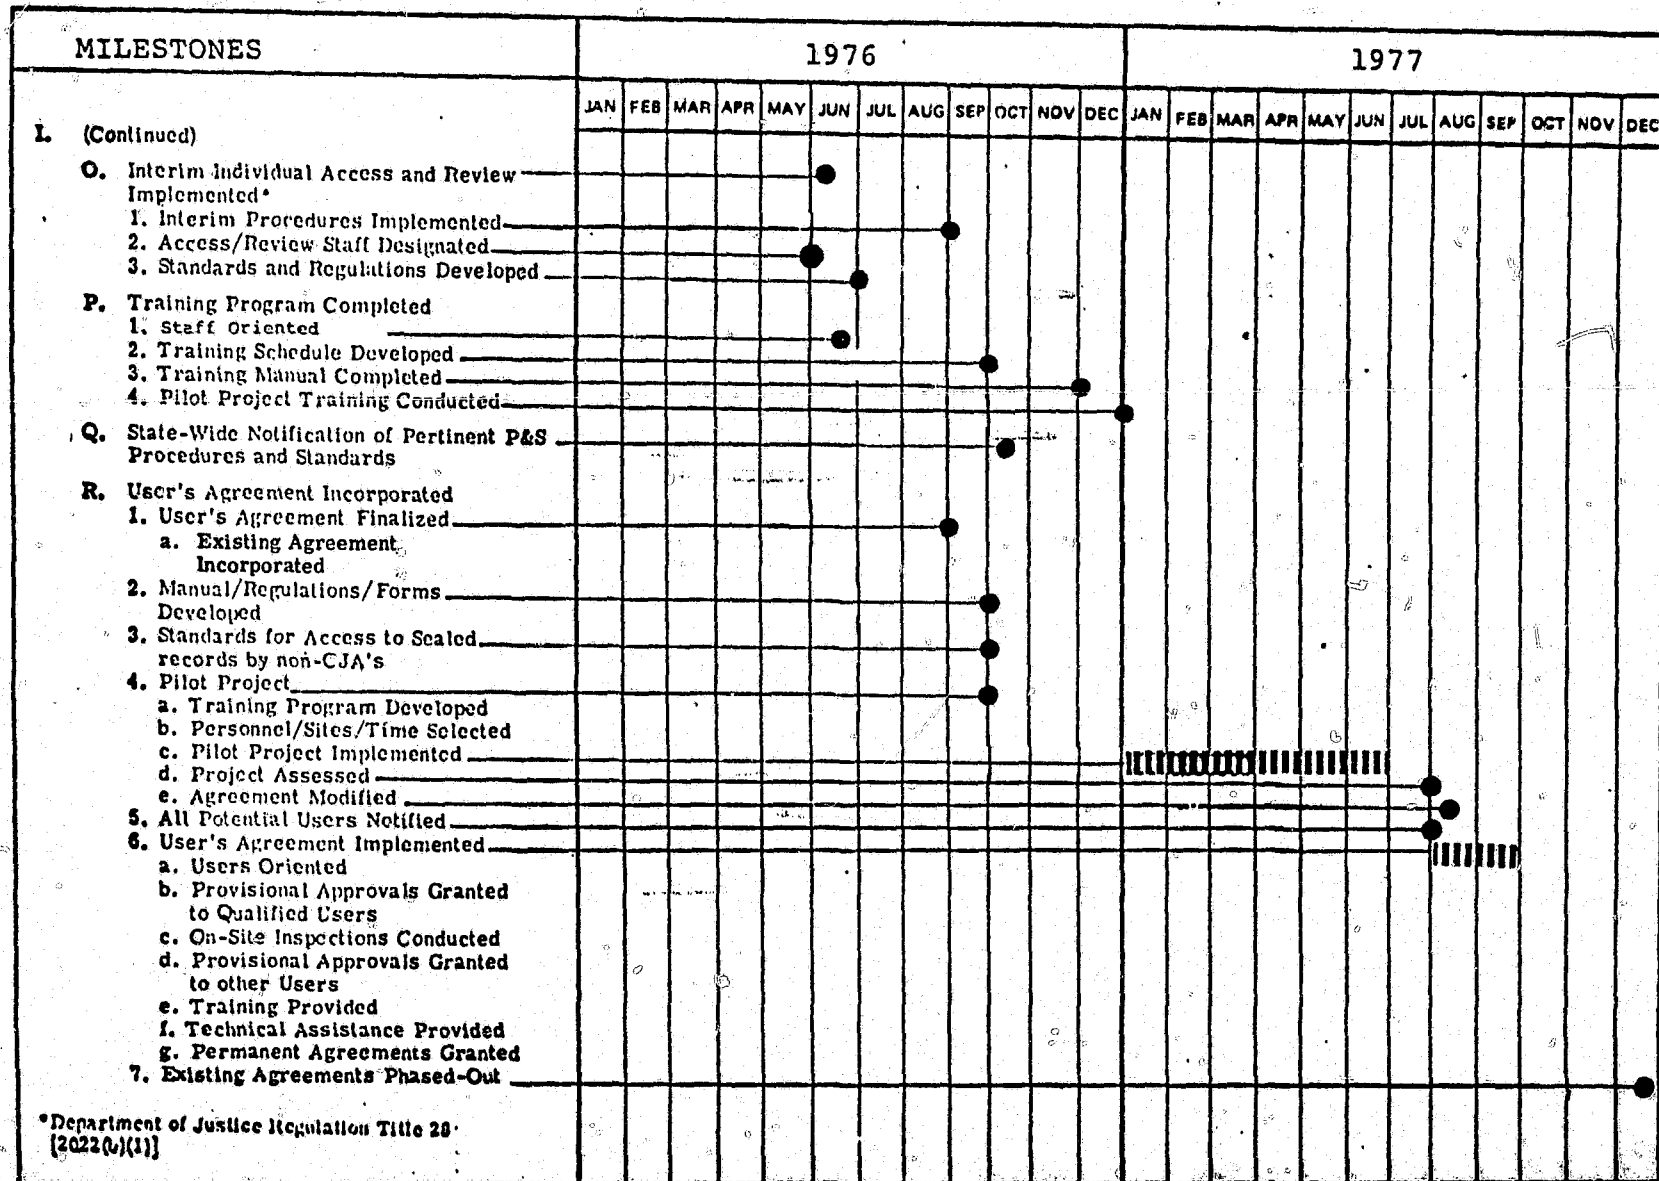 MILESTONES
1976
1977
JAN FEB MAR APR MAY JUN JUL AUG SEP OCT NOV DEC JAN FEB MAR APR MAY JUN JUL AUG SEP OCT NOV DEC
I. (Continued)
O. Interim Individual Access and Review
Implemented*
1. Interim Procedures Implemented
2. Access/Review Staff Designated
3. Standards and Regulations Developed
P. Training Program Completed
1. Staff Oriented
2. Training Schedule Developed
3. Training Manual Completed
4. Pilot Project Training Conducted
Q. State-Wide Notification of Pertinent P&S
Procedures and Standards
R. User's Agreement Incorporated
1. User's Agreement Finalized
a. Existing Agreement
Incorporated
2. Manual/Regulations/Forms
Developed
3. Standards for Access to Sealed
records by non-CJA's
4. Pilot Project
a. Training Program Developed
b. Personnel/Sites/Time Selected
c. Pilot Project Implemented
d. Project Assessed
e. Agreement Modified
5. All Potential Users Notified
6. User's Agreement Implemented
a. Users Oriented
b. Provisional Approvals Granted
to Qualified Users
c. On-Site Inspections Conducted
d. Provisional Approvals Granted
to other Users
e. Training Provided
f. Technical Assistance Provided
g. Permanent Agreements Granted
7. Existing Agreements Phased-Out
*Department of Justice Regulation Title 28